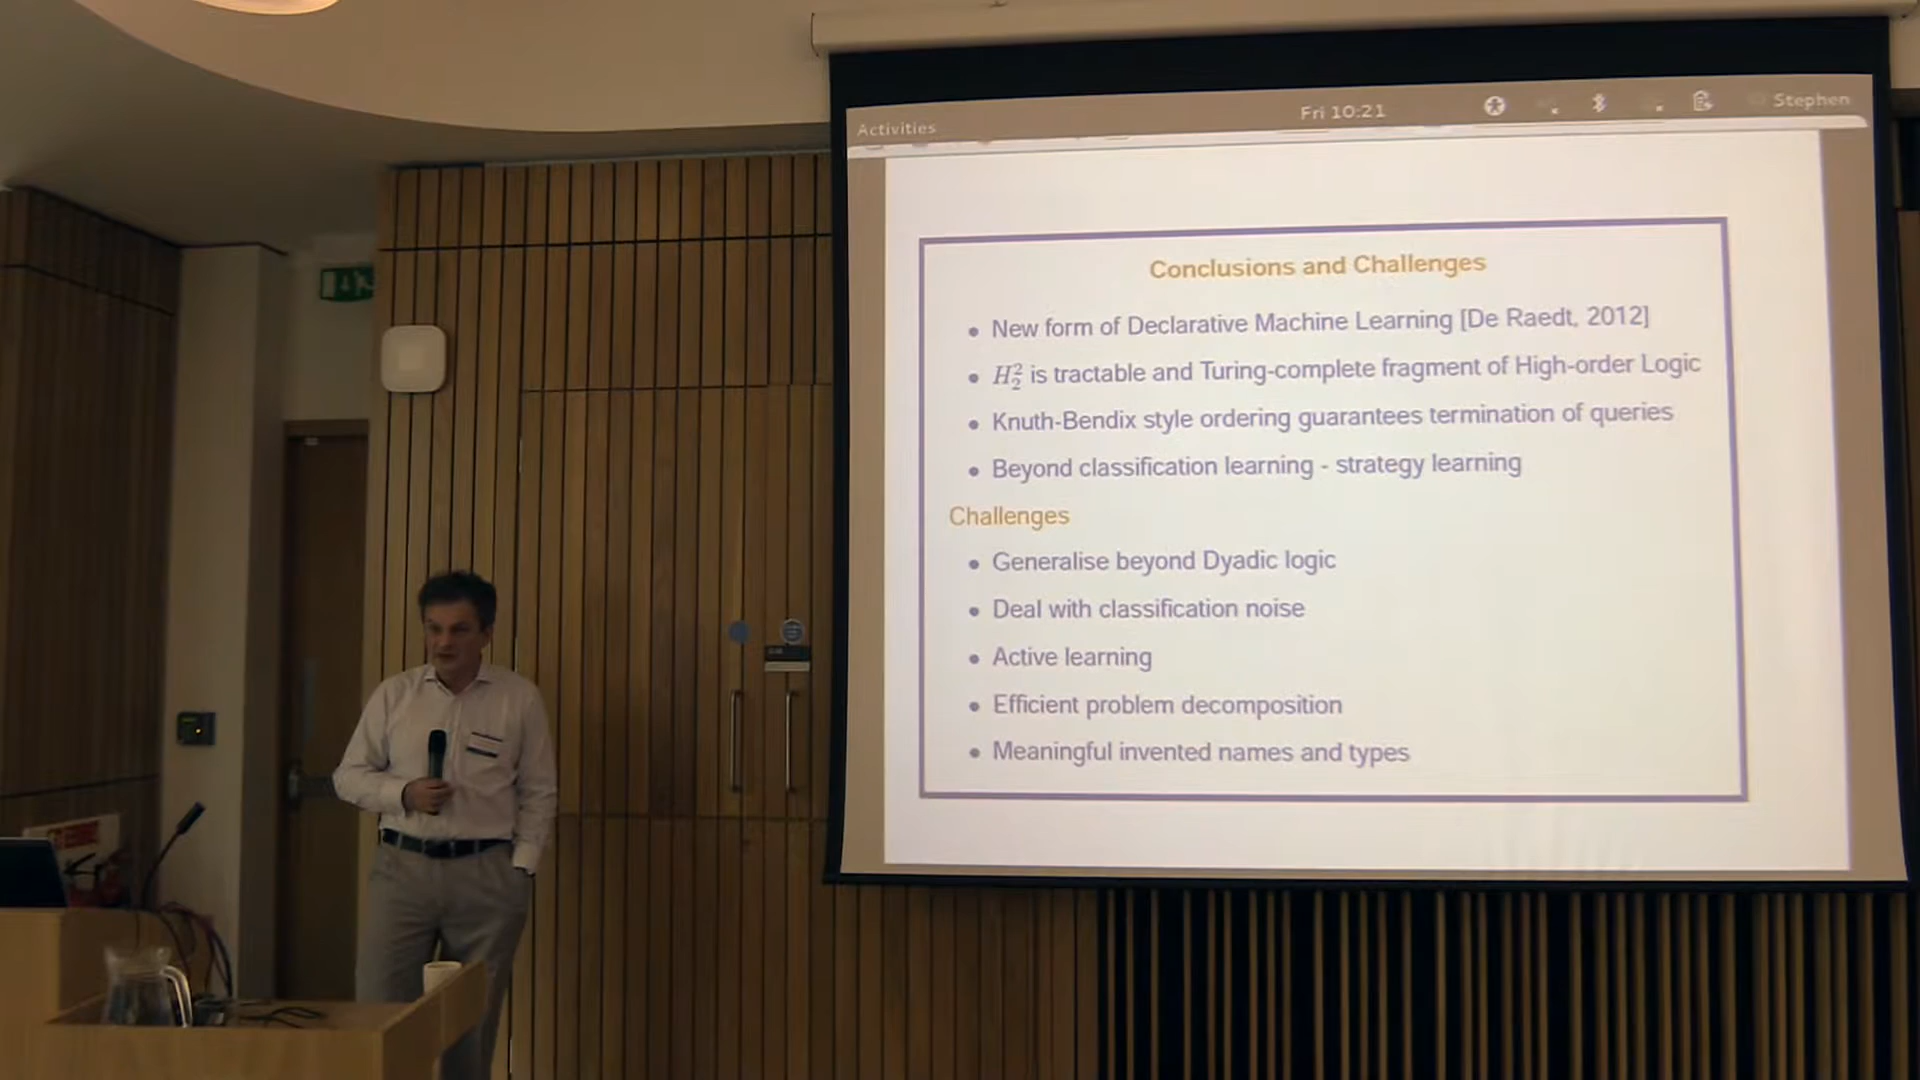 Activities Fri 10:21 Stephen
Conclusions and Challenges
• New form of Declarative Machine Learning [De Raedt, 2012]
• H₂² is tractable and Turing-complete fragment of High-order Logic
• Knuth-Bendix style ordering guarantees termination of queries
• Beyond classification learning - strategy learning
Challenges
• Generalise beyond Dyadic logic
• Deal with classification noise
• Active learning
• Efficient problem decomposition
• Meaningful invented names and types